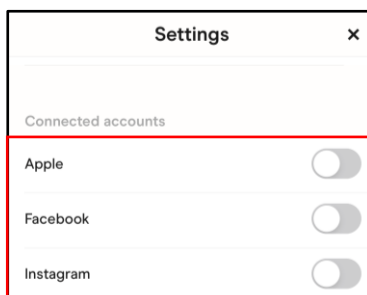 Settings ×
Connected accounts
Apple
Facebook
Instagram